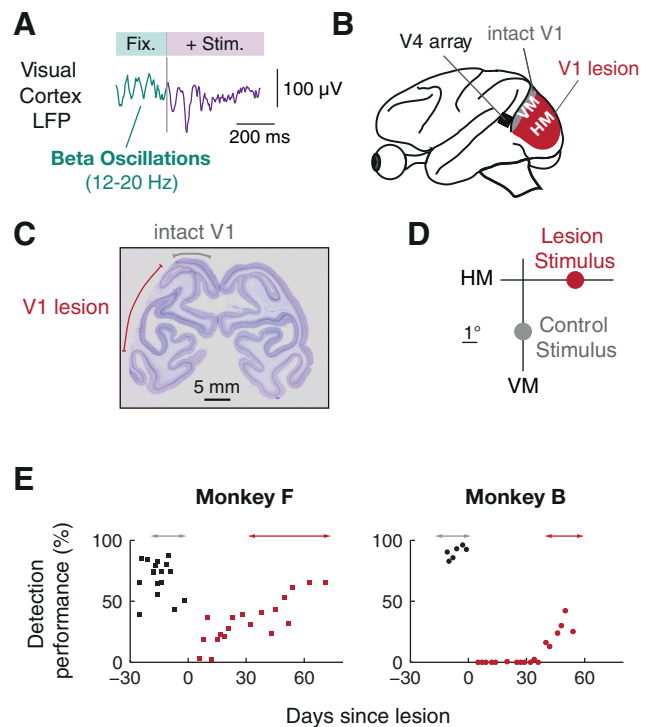 A
Fix.
+ Stim.
Visual
Cortex
LFP
100 µV
200 ms
Beta Oscillations
(12-20 Hz)
B
V4 array
intact V1
V1 lesion
VM
HM
C
intact V1
V1 lesion
5 mm
D
Lesion
Stimulus
HM
1°
Control
Stimulus
VM
E
Monkey F
Monkey B
Detection
performance (%)
100
50
0
−30
0
30
60
100
50
0
−30
0
30
60
Days since lesion